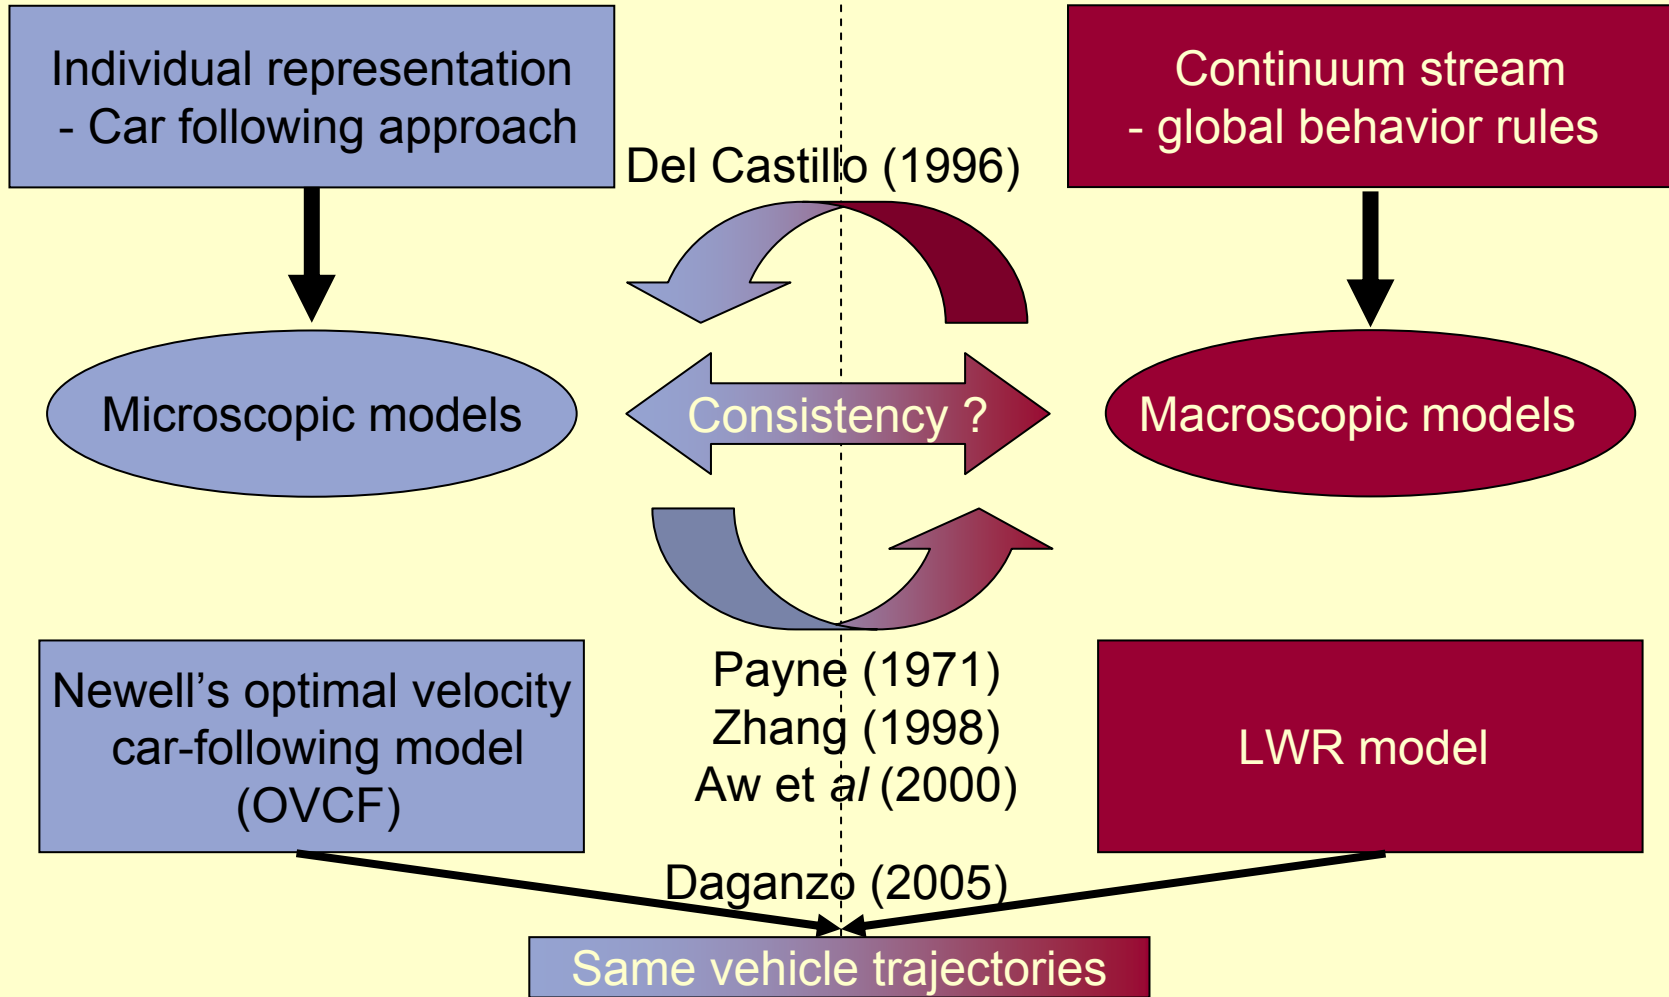 Individual representation
- Car following approach
Continuum stream
- global behavior rules
Del Castillo (1996)
Microscopic models
Consistency ?
Macroscopic models
Newell’s optimal velocity
car-following model
(OVCF)
Payne (1971)
Zhang (1998)
Aw et al (2000)
LWR model
Daganzo (2005)
Same vehicle trajectories